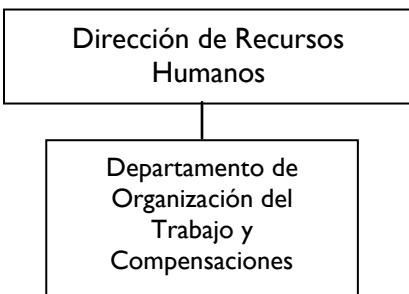 Dirección de Recursos
Humanos
Departamento de
Organización del
Trabajo y
Compensaciones